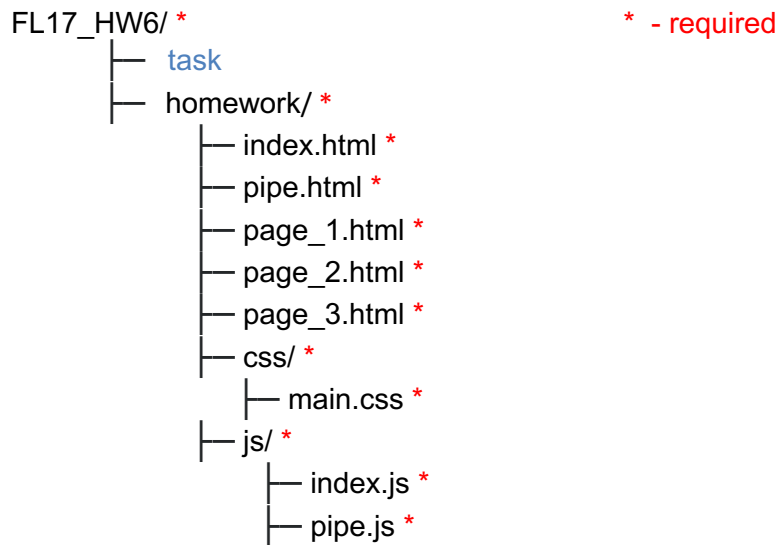 FL17_HW6/ * * - required
├── task
├── homework/ *
├── index.html *
├── pipe.html *
├── page_1.html *
├── page_2.html *
├── page_3.html *
├── css/ *
├── main.css *
├── js/ *
├── index.js *
├── pipe.js *